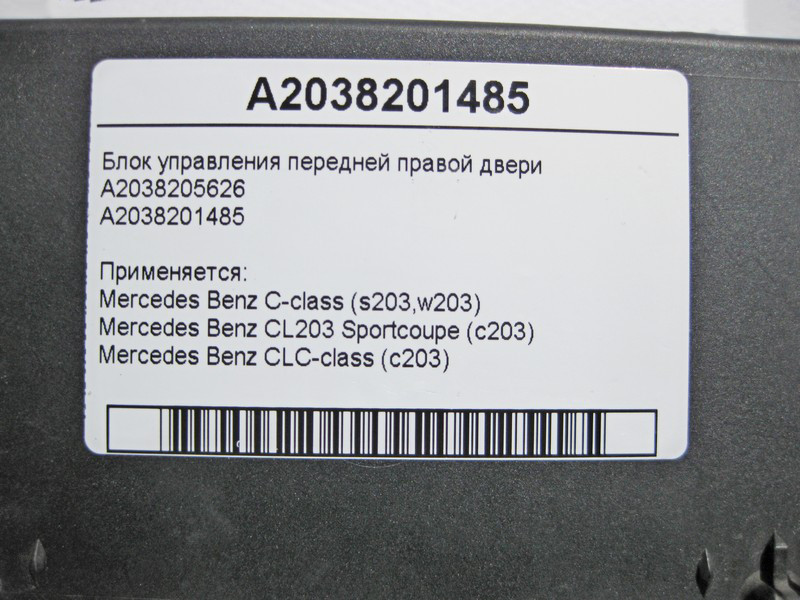 A2038201485
Блок управления передней правой двери
A2038205626
A2038201485
Применяется:
Mercedes Benz C-class (s203,w203)
Mercedes Benz CL203 Sportcoupe (c203)
Mercedes Benz CLC-class (c203)